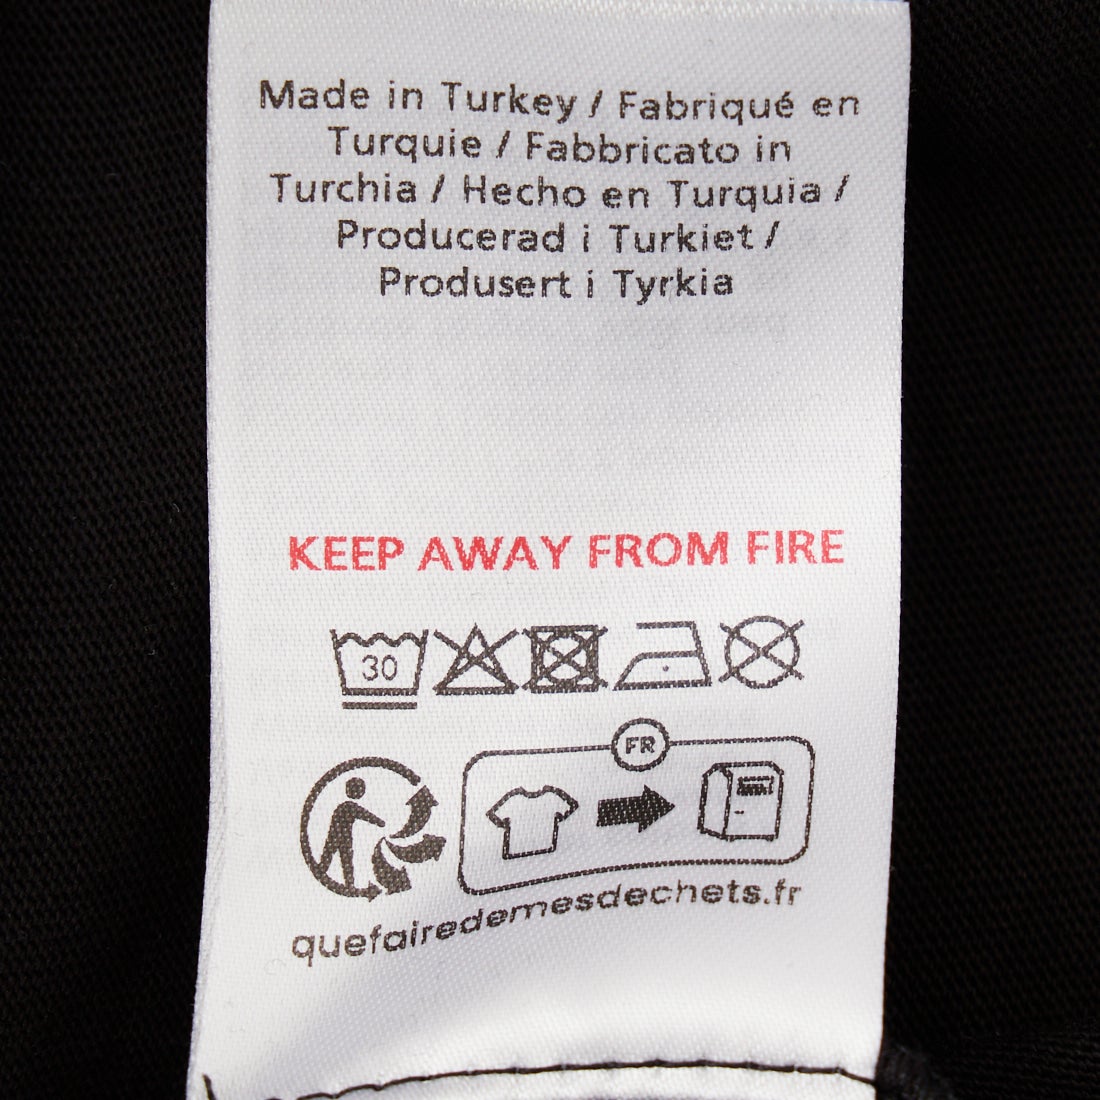 Made in Turkey / Fabriqué en
Turquie / Fabbricato in
Turchia / Hecho en Turquia /
Producerad i Turkiet /
Produsert i Tyrkia
KEEP AWAY FROM FIRE
30
FR
quefairedemesdechets.fr